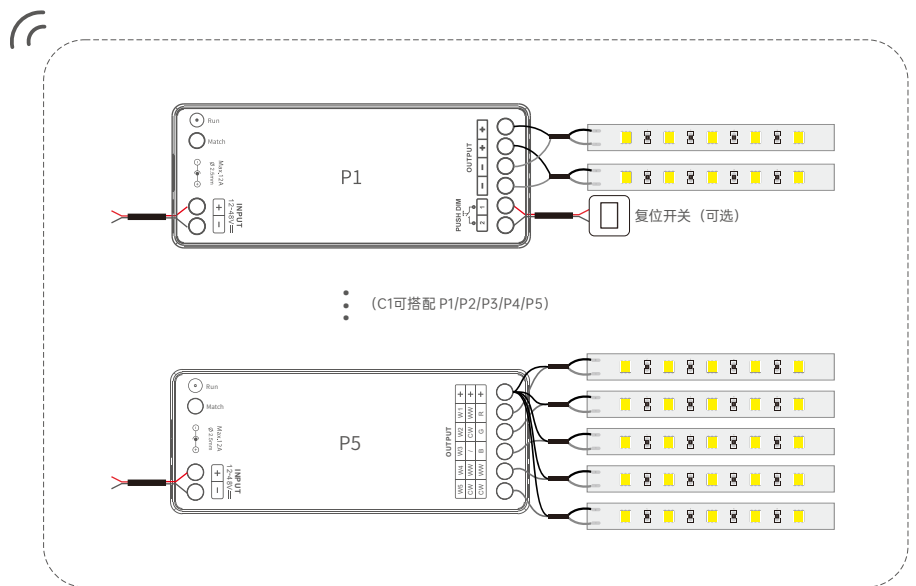 Run
Match
Max,12A
Ø 2.5mm
+
−
INPUT
12~48V
P1
OUTPUT
+
+
−
−
PUSH DIM
1
2
复位开关（可选）
（C1可搭配 P1/P2/P3/P4/P5）
Run
Match
Max,12A
Ø 2.5mm
+
−
INPUT
12~48V
P5
OUTPUT
+ + +
W1 WW R
W2 CW G
W3 / B
W4 WW WW
W5 CW CW